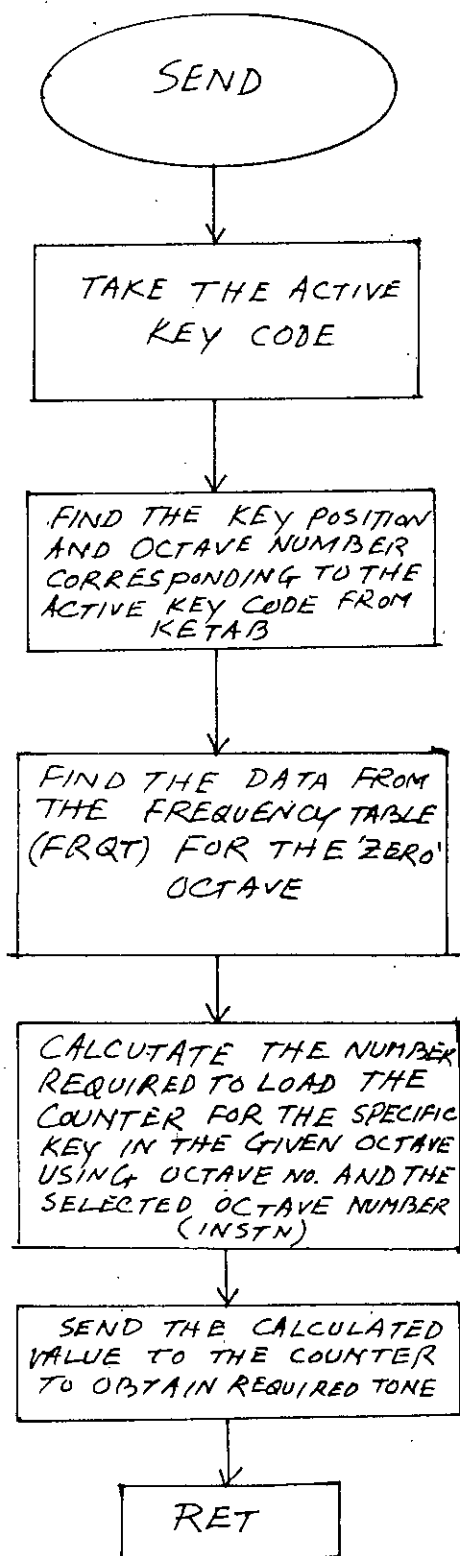 SEND
TAKE THE ACTIVE
KEY CODE
FIND THE KEY POSITION
AND OCTAVE NUMBER
CORRESPONDING TO THE
ACTIVE KEY CODE FROM
KETAB
FIND THE DATA FROM
THE FREQUENCY TABLE
(FRQT) FOR THE 'ZERO'
OCTAVE
CALCUTATE THE NUMBER
REQUIRED TO LOAD THE
COUNTER FOR THE SPECIFIC
KEY IN THE GIVEN OCTAVE
USING OCTAVE NO. AND THE
SELECTED OCTAVE NUMBER
(INSTN)
SEND THE CALCULATED
VALUE TO THE COUNTER
TO OBTAIN REQUIRED TONE
RET